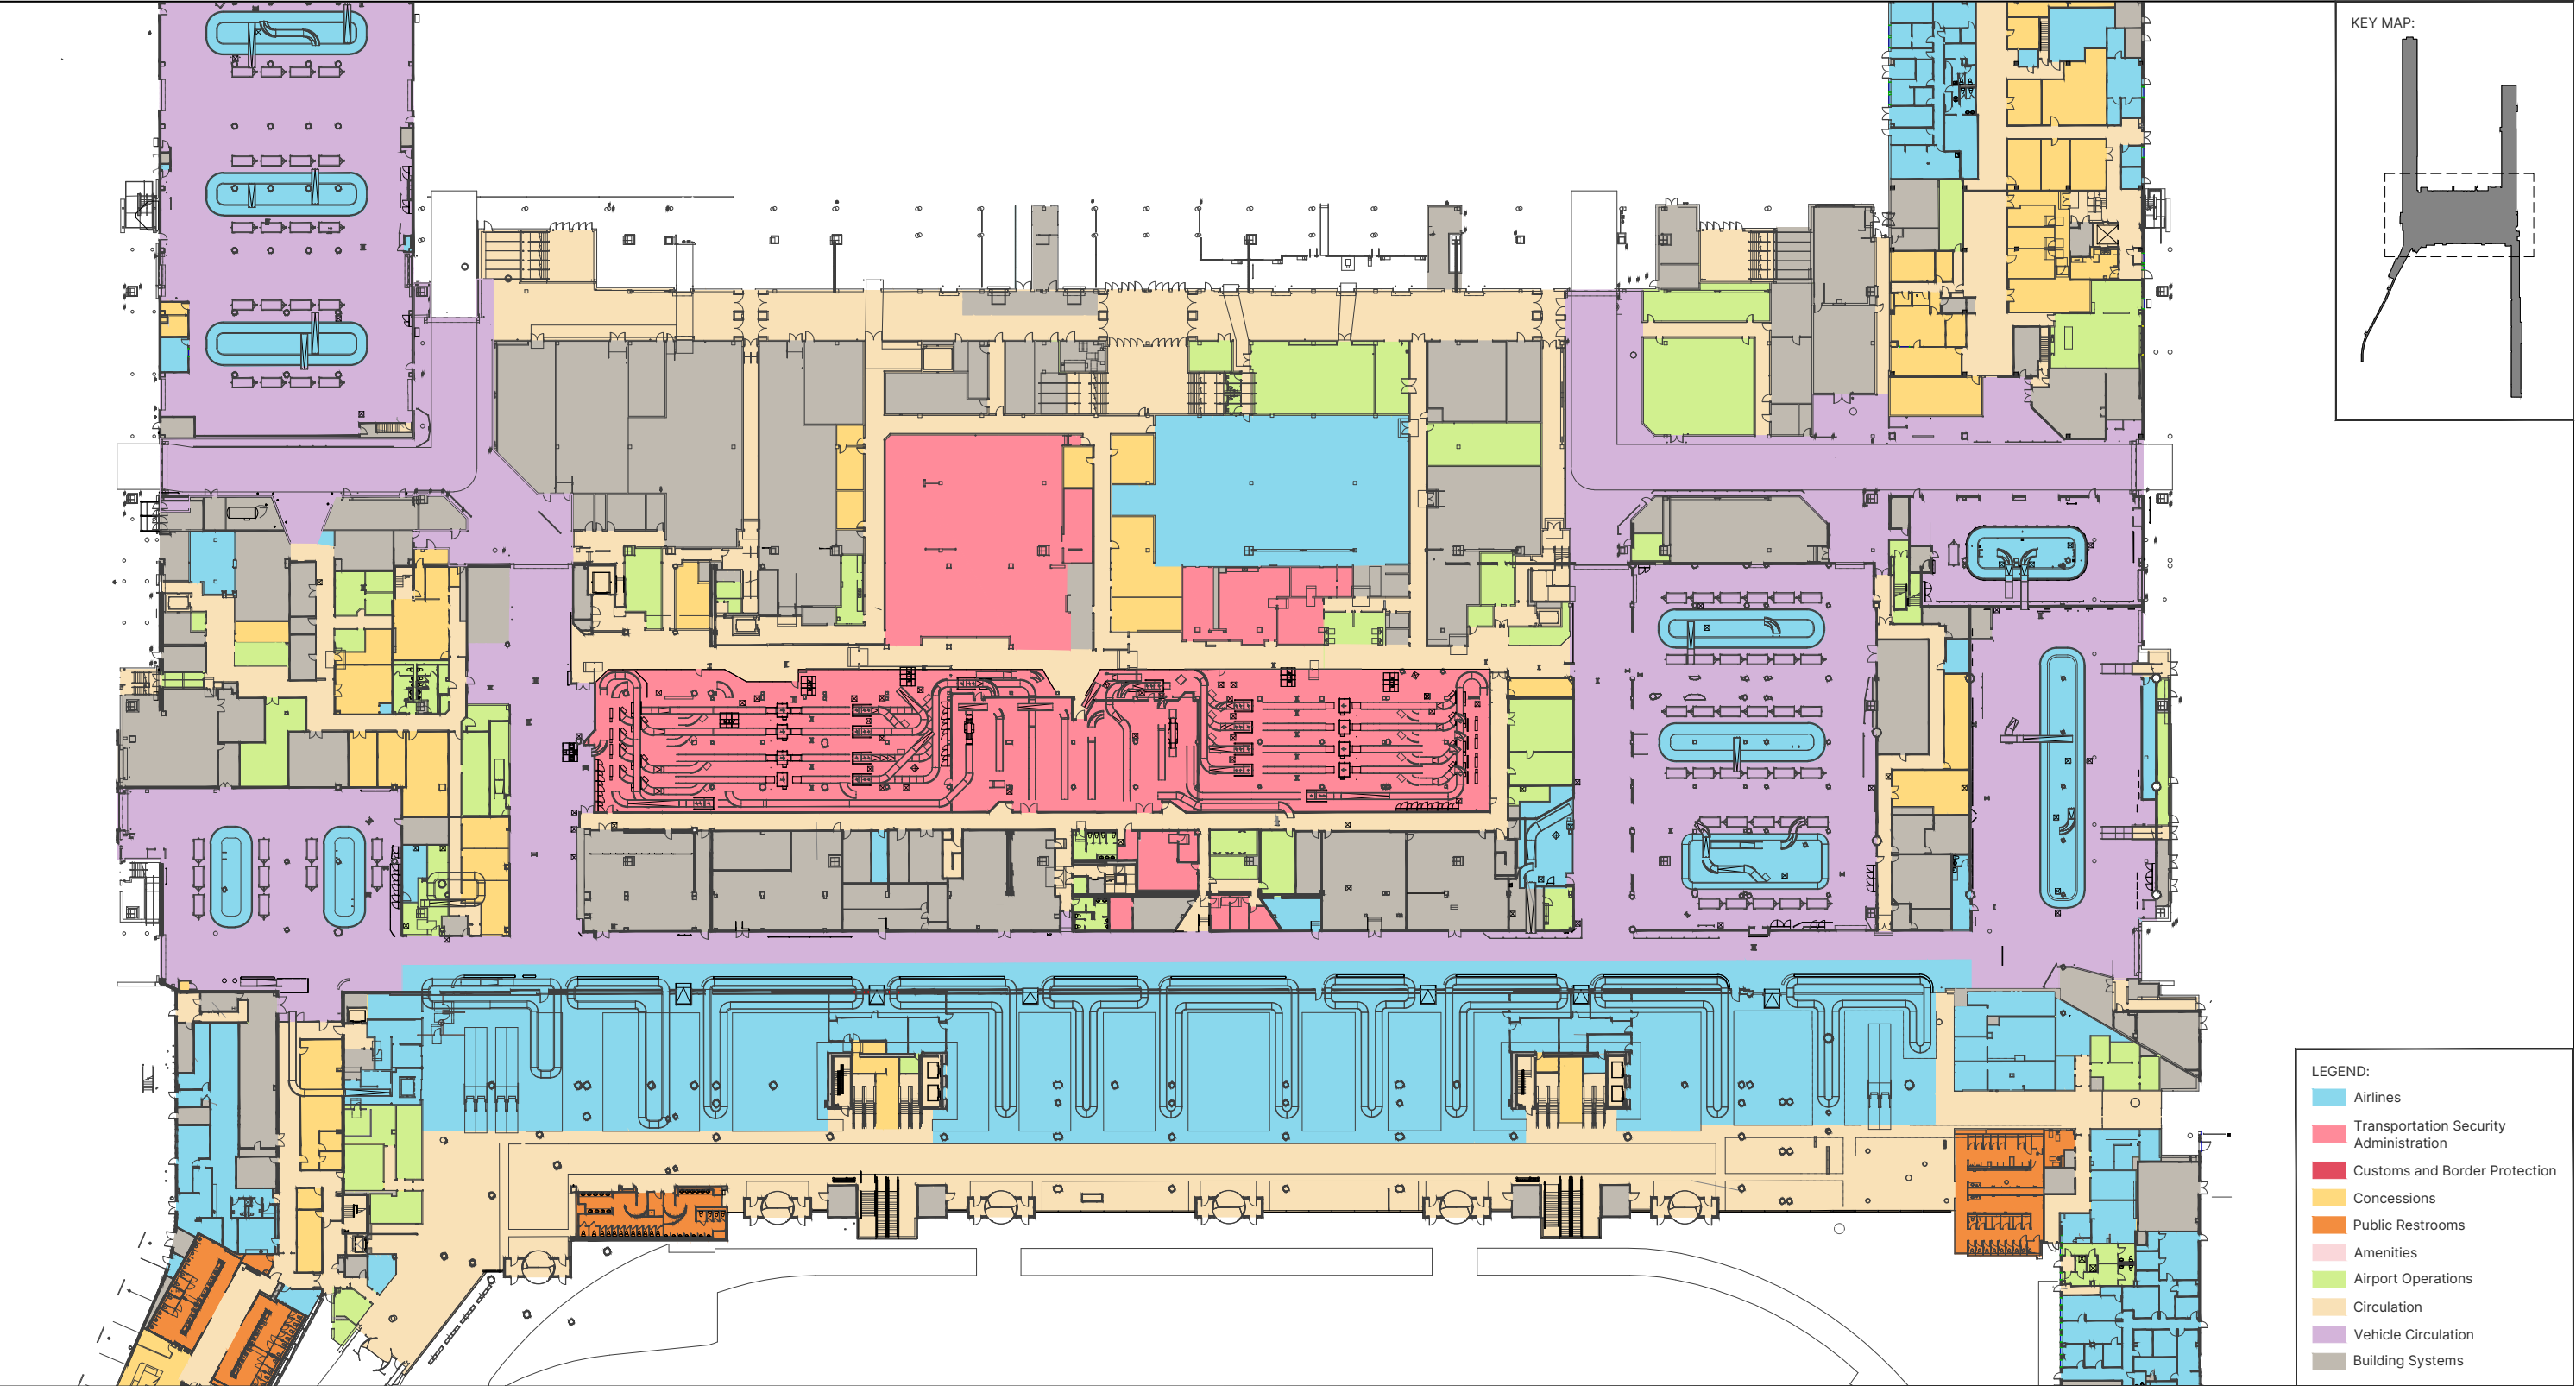 KEY MAP:
LEGEND:
Airlines
Transportation Security
Administration
Customs and Border Protection
Concessions
Public Restrooms
Amenities
Airport Operations
Circulation
Vehicle Circulation
Building Systems